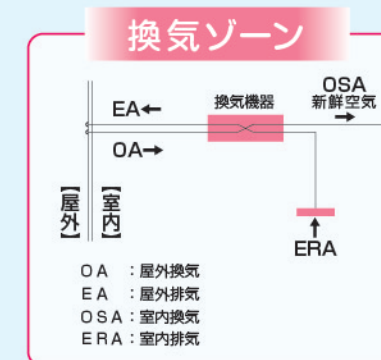 換気ゾーン
OSA
新鮮空気
→
換気機器
EA←
OA→
【屋外】
【室内】
↑
ERA
OA：屋外換気
EA：屋外排気
OSA：室内換気
ERA：室内排気